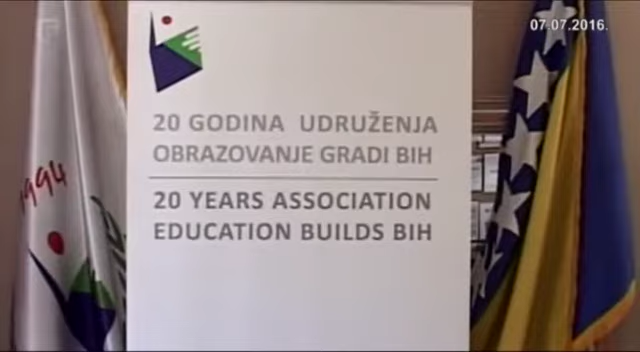 07.07.2016.
20 GODINA UDRUŽENJA
OBRAZOVANJE GRADI BIH
20 YEARS ASSOCIATION
EDUCATION BUILDS BIH
1994